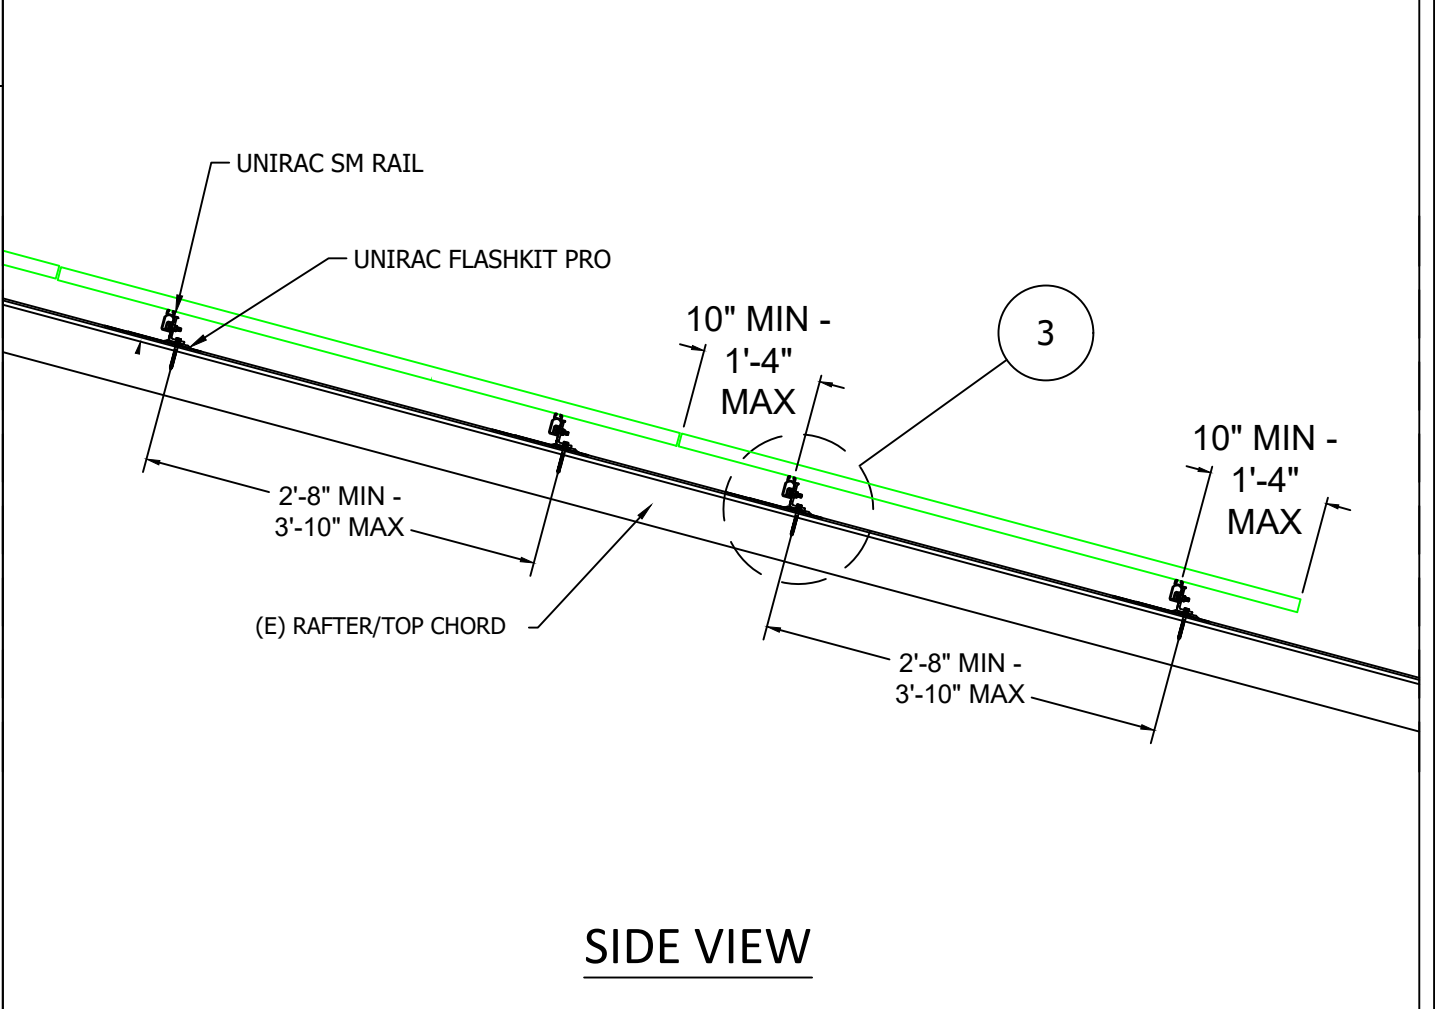 UNIRAC SM RAIL
UNIRAC FLASHKIT PRO
10" MIN -
1'-4"
MAX
3
10" MIN -
1'-4"
MAX
2'-8" MIN -
3'-10" MAX
(E) RAFTER/TOP CHORD
2'-8" MIN -
3'-10" MAX
SIDE VIEW